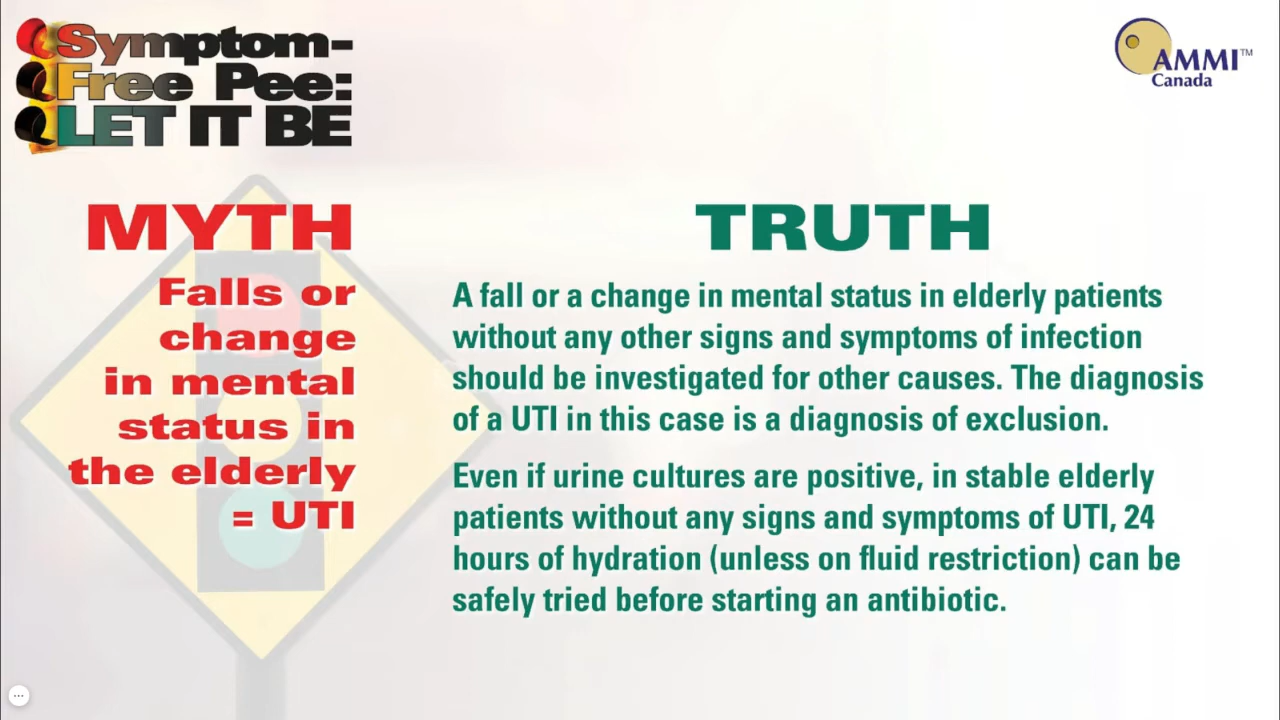 Symptom-
Free Pee:
LET IT BE
AMMI™
Canada
MYTH
Falls or
change
in mental
status in
the elderly
= UTI
TRUTH
A fall or a change in mental status in elderly patients
without any other signs and symptoms of infection
should be investigated for other causes. The diagnosis
of a UTI in this case is a diagnosis of exclusion.
Even if urine cultures are positive, in stable elderly
patients without any signs and symptoms of UTI, 24
hours of hydration (unless on fluid restriction) can be
safely tried before starting an antibiotic.